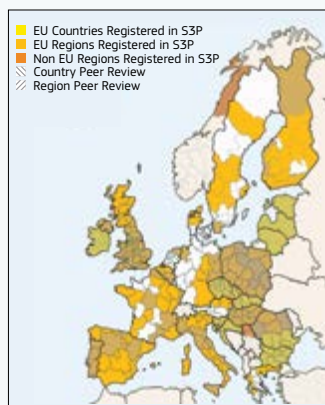 EU Countries Registered in S3P
EU Regions Registered in S3P
Non EU Regions Registered in S3P
Country Peer Review
Region Peer Review